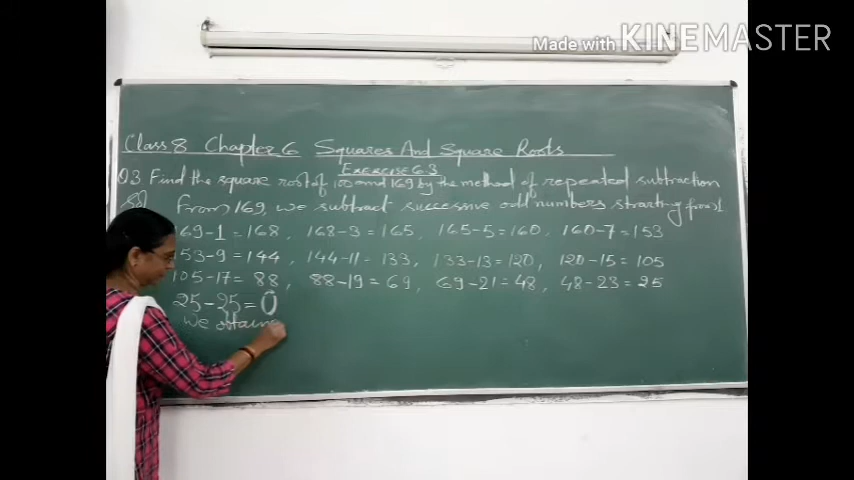 Made with KINEMASTER
Class 8 Chapter 6 Squares And Square Roots
EXERCISE 6.3
Q3 Find the square root of 100 and 169 by the method of repeated subtraction
Sol From 169, we subtract successive odd numbers strarting from 1
69-1=168, 168-3=165, 165-5=160, 160-7=153
53-9=144, 144-11=133, 133-13=120, 120-15=105
105-17=88, 88-19=69, 69-21=48, 48-23=25
25-25=0
We obtain